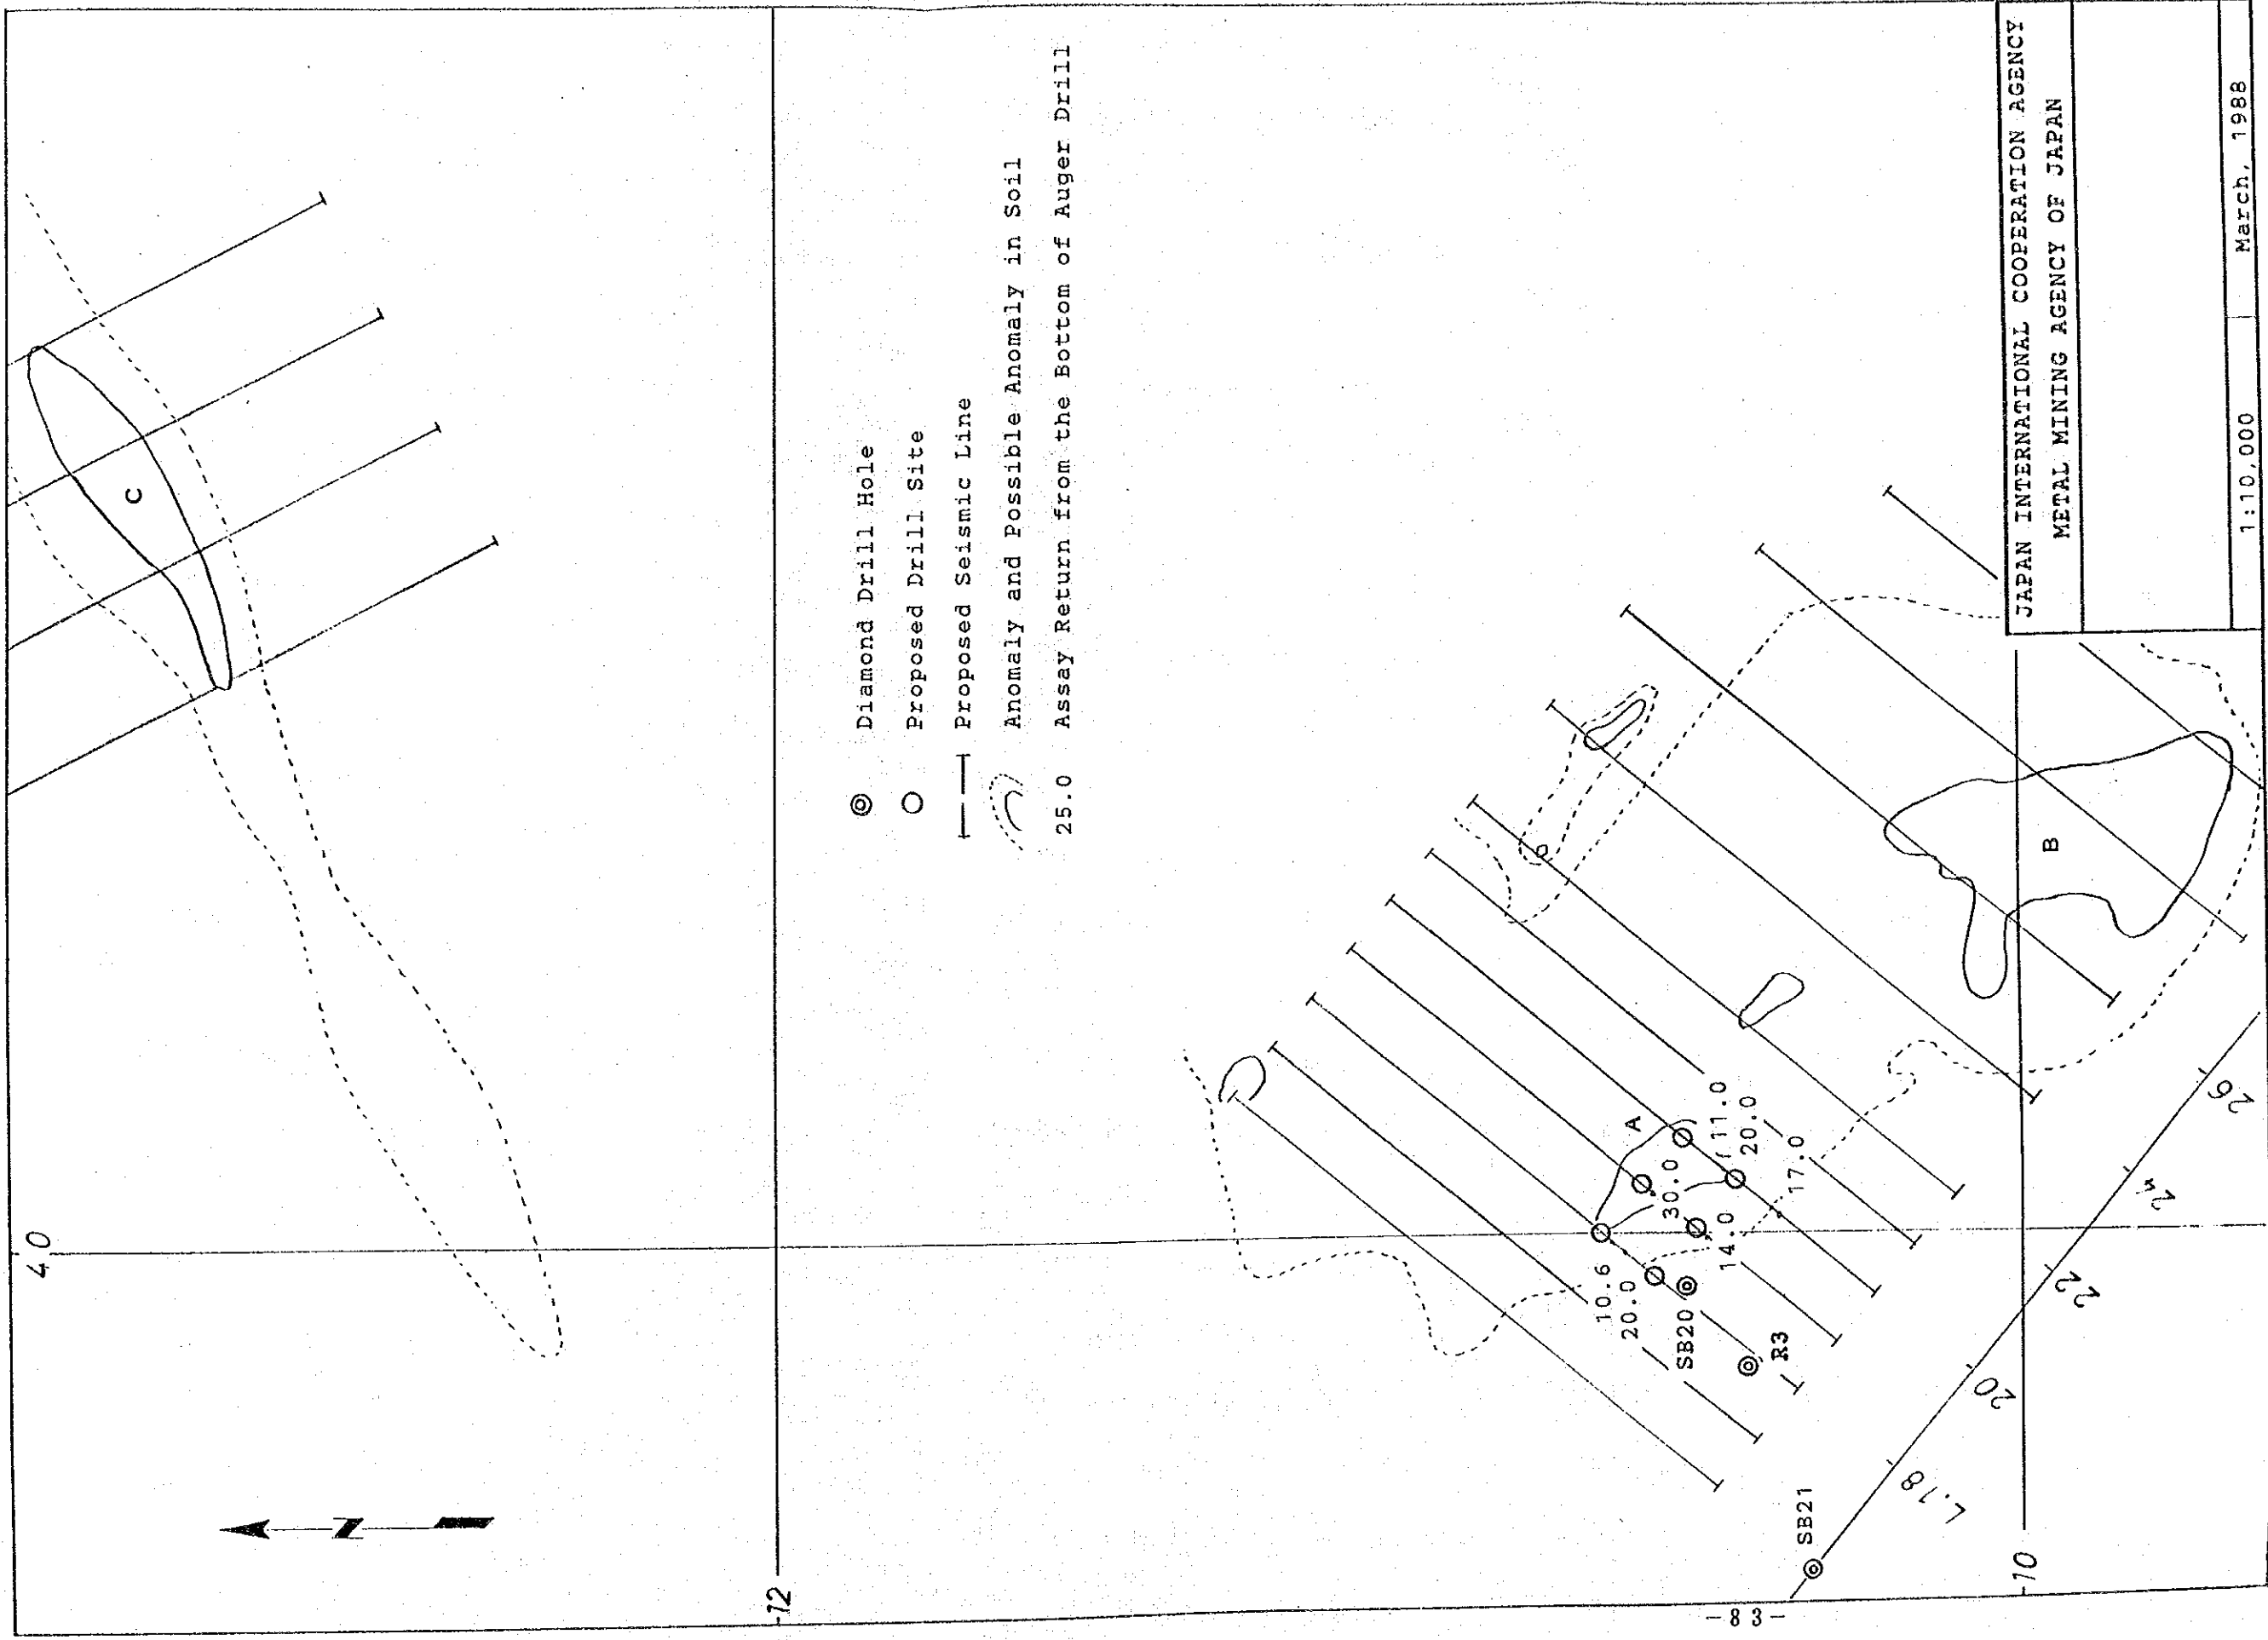 40
C
12
Diamond Drill Hole
Proposed Drill Site
Proposed Seismic Line
Anomaly and Possible Anomaly in Soil
25.0 Assay Return from the Bottom of Auger Drill
N
A
10.6
20.0
30.0
11.0
20.0
14.0
17.0
SB20
R3
SB21
B
L.18
20
22
24
26
10
JAPAN INTERNATIONAL COOPERATION AGENCY
METAL MINING AGENCY OF JAPAN
1:10,000 March, 1988
-83-